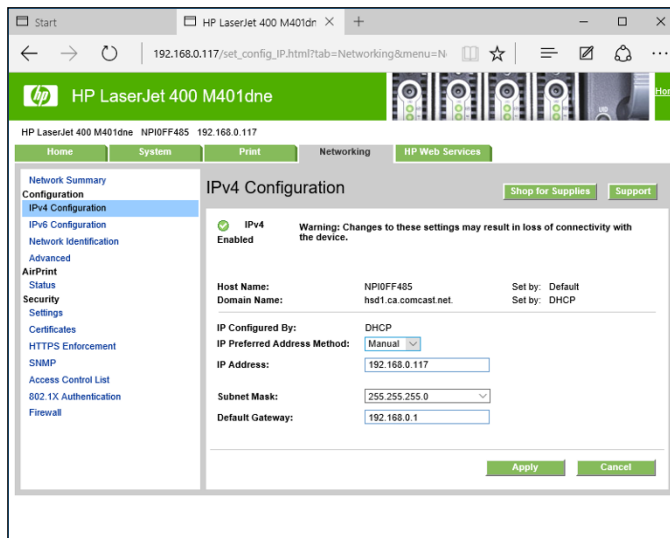 Start
HP LaserJet 400 M401dn
192.168.0.117/set_config_IP.html?tab=Networking&menu=N
hp HP LaserJet 400 M401dne
HP LaserJet 400 M401dne NPI0FF485 192.168.0.117
Home System Print Networking HP Web Services
Network Summary
Configuration
IPv4 Configuration
IPv6 Configuration
Network Identification
Advanced
AirPrint
Status
Security
Settings
Certificates
HTTPS Enforcement
SNMP
Access Control List
802.1X Authentication
Firewall
IPv4 Configuration
Shop for Supplies Support
IPv4
Enabled
Warning: Changes to these settings may result in loss of connectivity with
the device.
Host Name: NPI0FF485 Set by: Default
Domain Name: hsd1.ca.comcast.net. Set by: DHCP
IP Configured By: DHCP
IP Preferred Address Method: Manual
IP Address: 192.168.0.117
Subnet Mask: 255.255.255.0
Default Gateway: 192.168.0.1
Apply Cancel